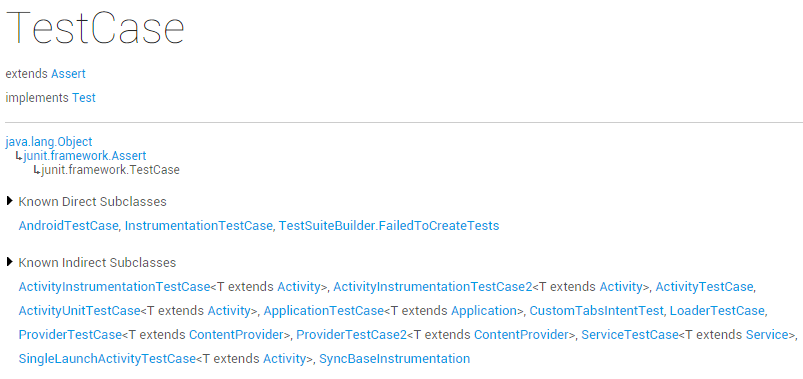 TestCase
extends Assert
implements Test
java.lang.Object
↳junit.framework.Assert
↳junit.framework.TestCase
Known Direct Subclasses
AndroidTestCase, InstrumentationTestCase, TestSuiteBuilder.FailedToCreateTests
Known Indirect Subclasses
ActivityInstrumentationTestCase<T extends Activity>, ActivityInstrumentationTestCase2<T extends Activity>, ActivityTestCase,
ActivityUnitTestCase<T extends Activity>, ApplicationTestCase<T extends Application>, CustomTabsIntentTest, LoaderTestCase,
ProviderTestCase<T extends ContentProvider>, ProviderTestCase2<T extends ContentProvider>, ServiceTestCase<T extends Service>,
SingleLaunchActivityTestCase<T extends Activity>, SyncBaseInstrumentation